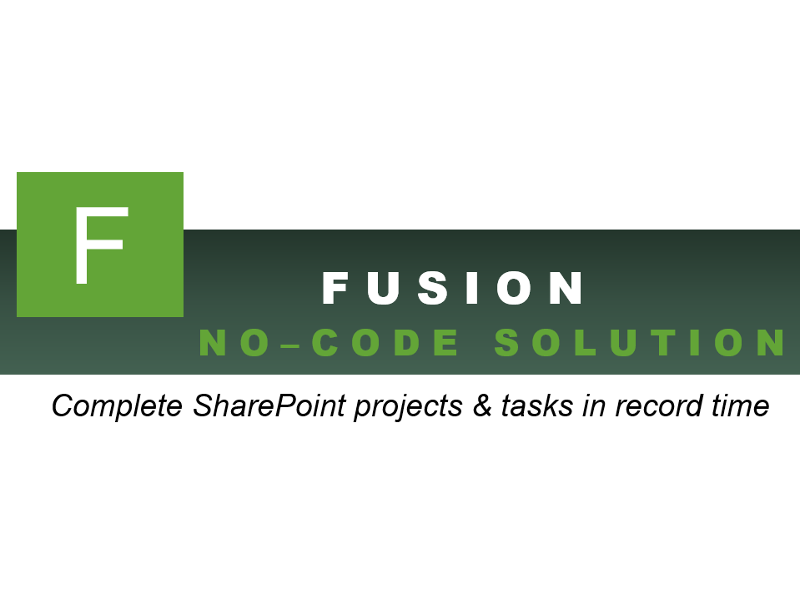 F
FUSION
NO–CODE SOLUTION
Complete SharePoint projects & tasks in record time